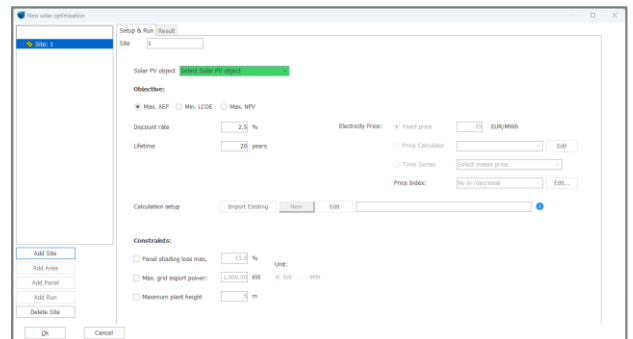 New solar optimisation
Setup & Run Result
Site: 1
Site 1
Solar PV object Select Solar PV object
Objective:
Max. AEP Min. LCOE Max. NPV
Discount rate 2.5 % Electricity Price: Fixed price 35 EUR/MWh
Lifetime 20 years Price Calculator Edit
Time Series Select meteo price
Price Index: No in-/decrease Edit...
Calculation setup Import Existing New Edit
Constraints:
Add Site
Panel shading loss max. 15.0 %
Unit:
Add Area
Max. grid export power: 1,000.00 kW kW MW
Add Panel
Add Run
Maximum plant height 5 m
Delete Site
Ok Cancel